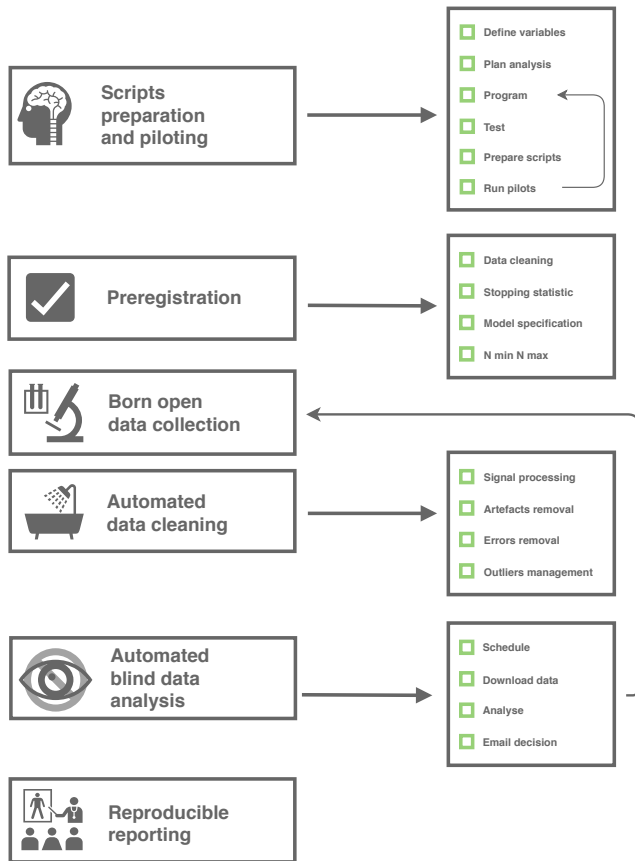 Scripts
preparation
and piloting
Define variables
Plan analysis
Program
Test
Prepare scripts
Run pilots
Preregistration
Data cleaning
Stopping statistic
Model specification
N min N max
Born open
data collection
Automated
data cleaning
Signal processing
Artefacts removal
Errors removal
Outliers management
Automated
blind data
analysis
Schedule
Download data
Analyse
Email decision
Reproducible
reporting